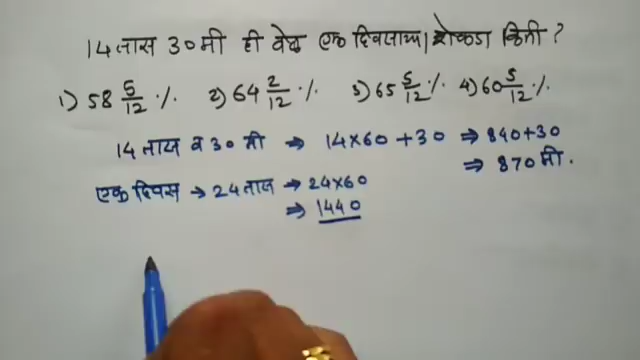 14 तास 30 मी ही वेळ एक दिवसाच्या शेकडा किती ?
1) 58 5/12 ٪. 2) 64 2/12 ٪. 3) 65 5/12 ٪. 4) 60 5/12 ٪.
14 तास व 30 मी ⇒ 14×60 +30 ⇒ 840+30
⇒ 870 मी.
एक दिवस → 24 तास → 24×60
⇒ 1440